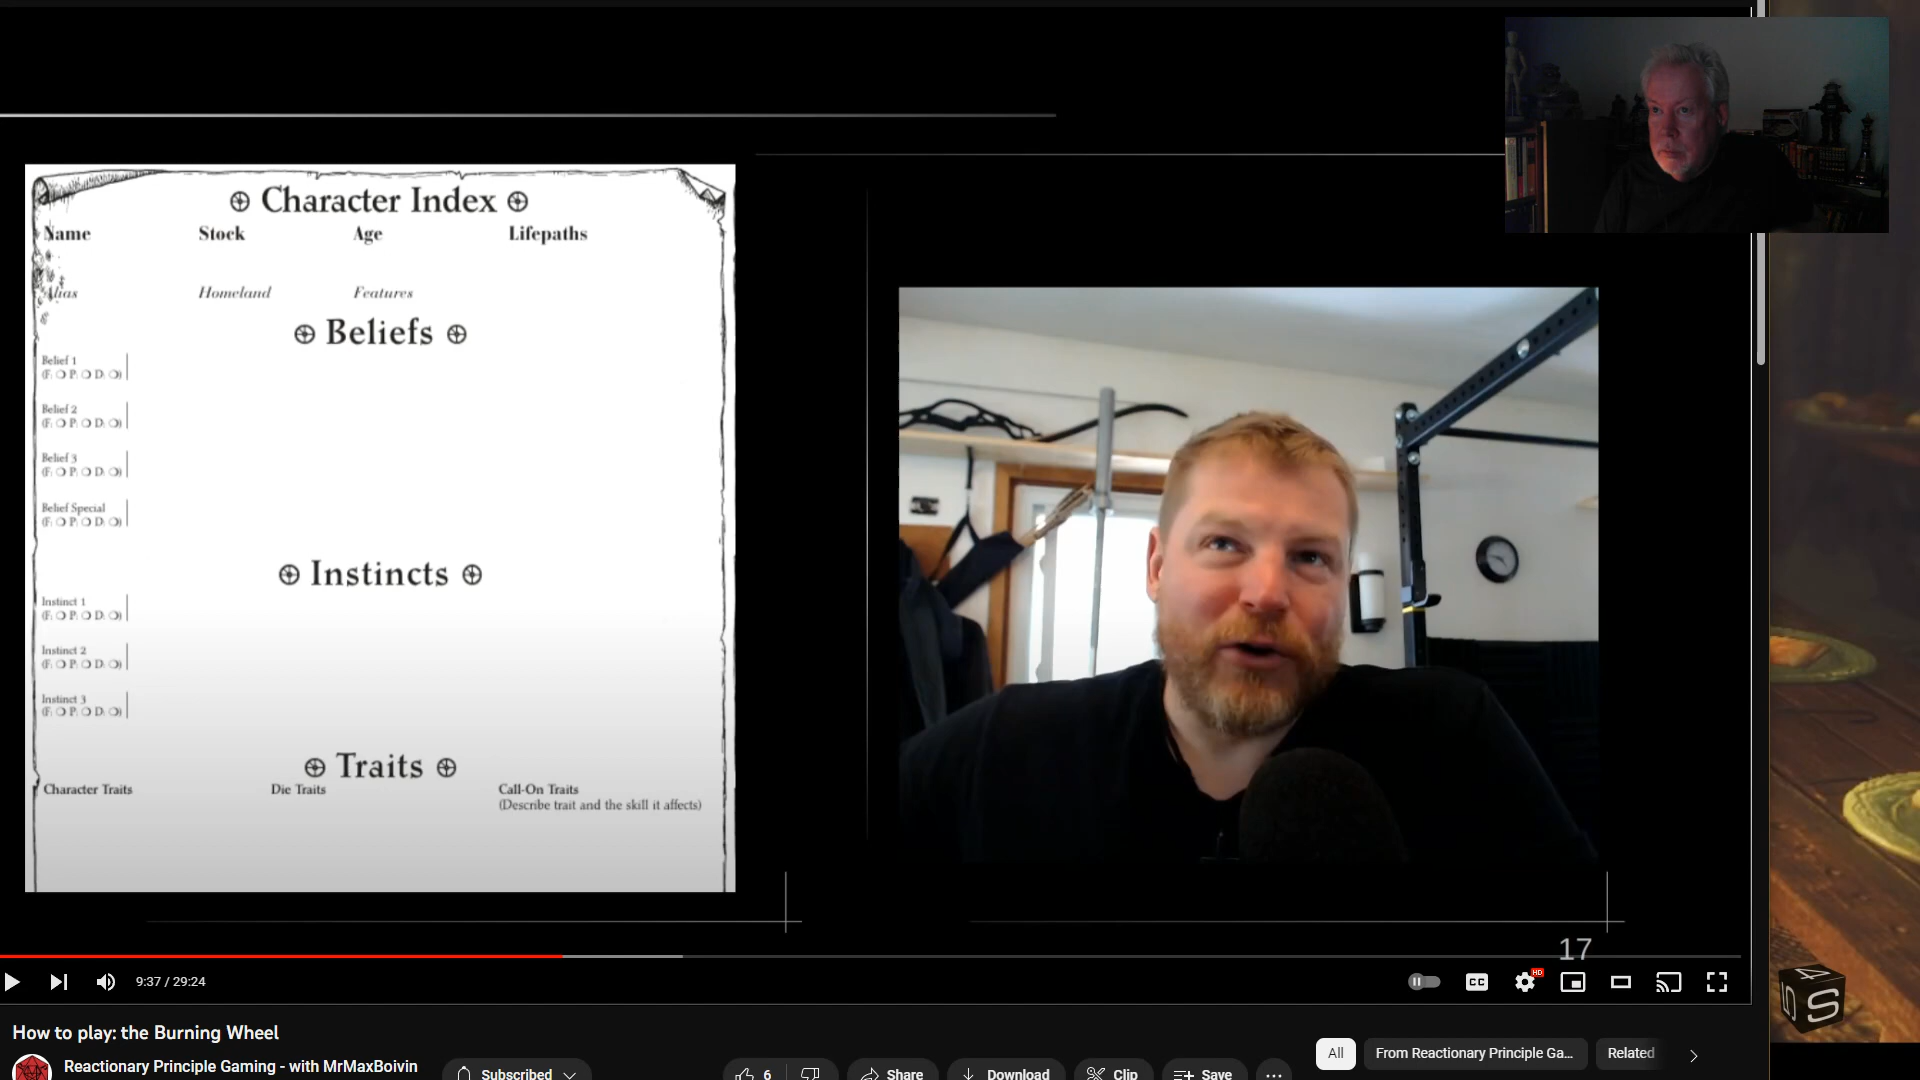 Character Index
Name Stock Age Lifepaths
Alias Homeland Features
Beliefs
Belief 1
(F: P: D: )
Belief 2
(F: P: D: )
Belief 3
(F: P: D: )
Belief Special
(F: P: D: )
Instincts
Instinct 1
(F: P: D: )
Instinct 2
(F: P: D: )
Instinct 3
(F: P: D: )
Traits
Character Traits Die Traits Call-On Traits
(Describe trait and the skill it affects)
17
9:37 / 29:24
CC
HD
How to play: the Burning Wheel
Reactionary Principle Gaming - with MrMaxBoivin
Subscribed
6
Share
Download
Clip
Save
All
From Reactionary Principle Ga...
Related
4
S